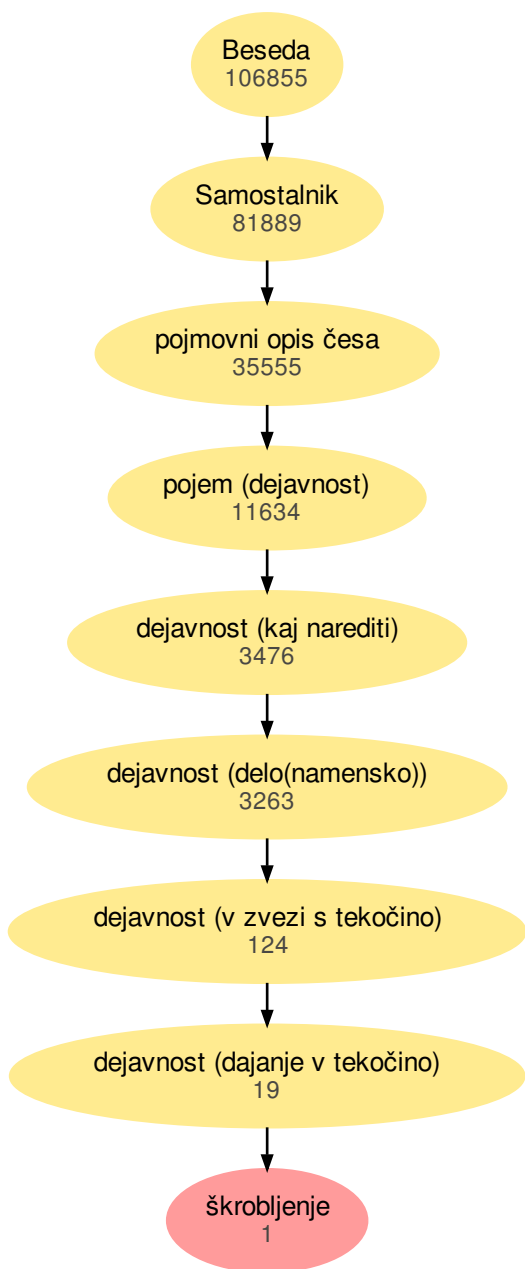 Beseda
106855
Samostalnik
81889
pojmovni opis česa
35555
pojem (dejavnost)
11634
dejavnost (kaj narediti)
3476
dejavnost (delo(namensko))
3263
dejavnost (v zvezi s tekočino)
124
dejavnost (dajanje v tekočino)
19
škrobljenje
1